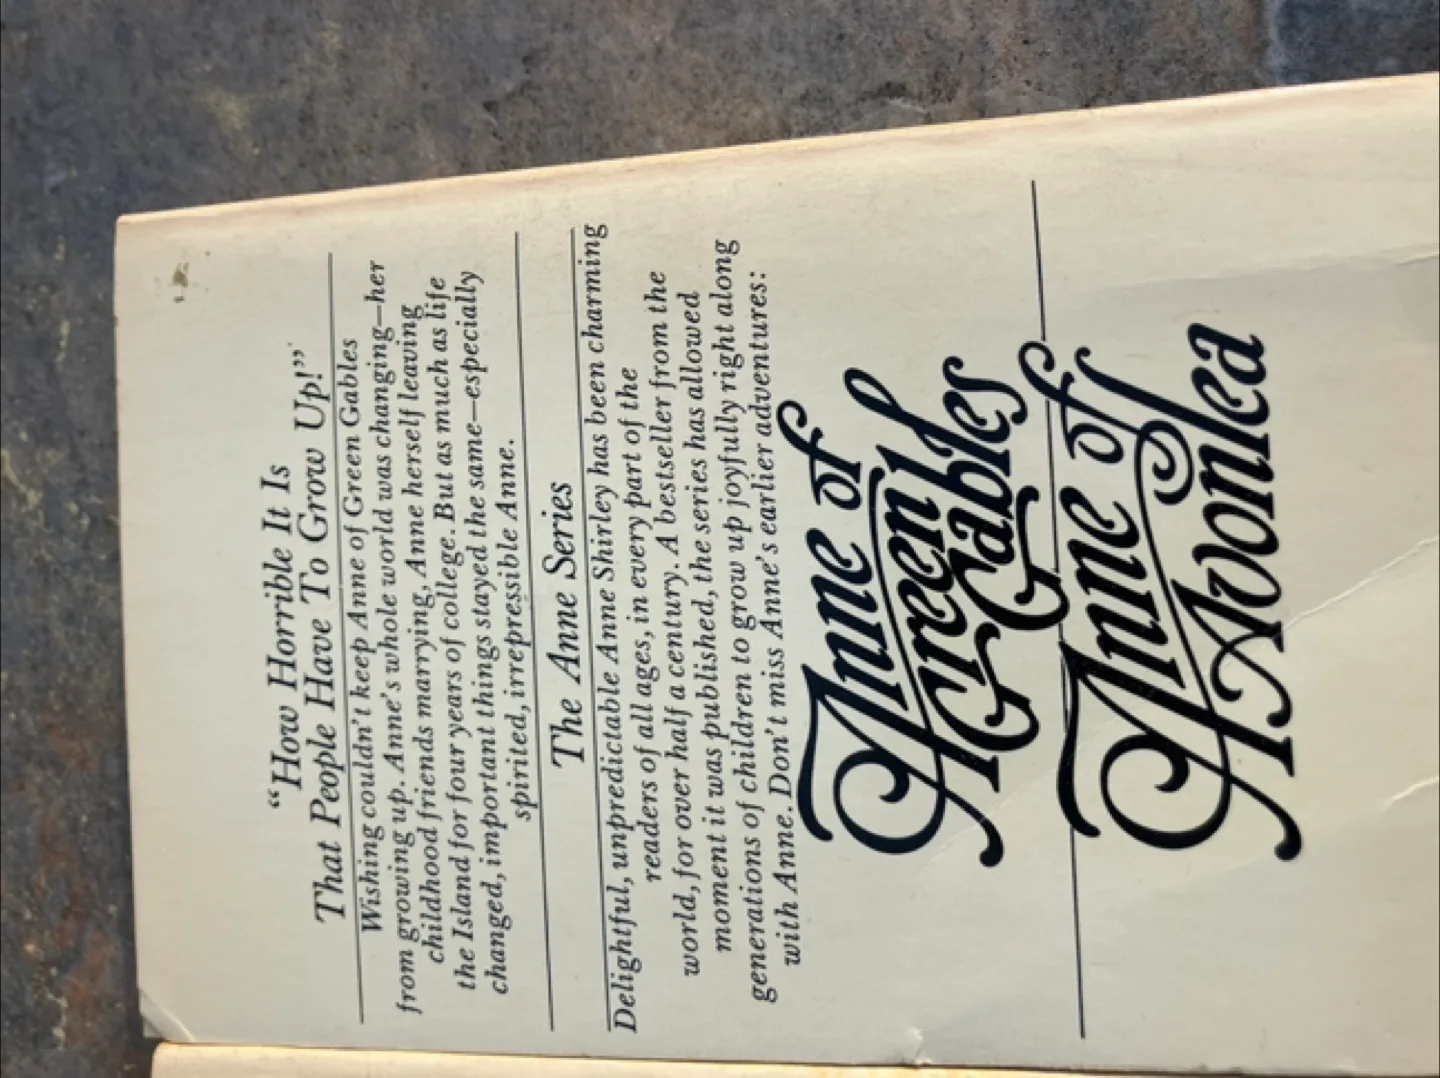 “How Horrible It Is
That People Have To Grow Up!”
Wishing couldn’t keep Anne of Green Gables
from growing up. Anne’s whole world was changing—her
childhood friends marrying, Anne herself leaving
the Island for four years of college. But as much as life
changed, important things stayed the same—especially
spirited, irrepressible Anne.
The Anne Series
Delightful, unpredictable Anne Shirley has been charming
readers of all ages, in every part of the
world, for over half a century. A bestseller from the
moment it was published, the series has allowed
generations of children to grow up joyfully right along
with Anne. Don’t miss Anne’s earlier adventures:
Anne of
Green
Gables
Anne of
Avonlea